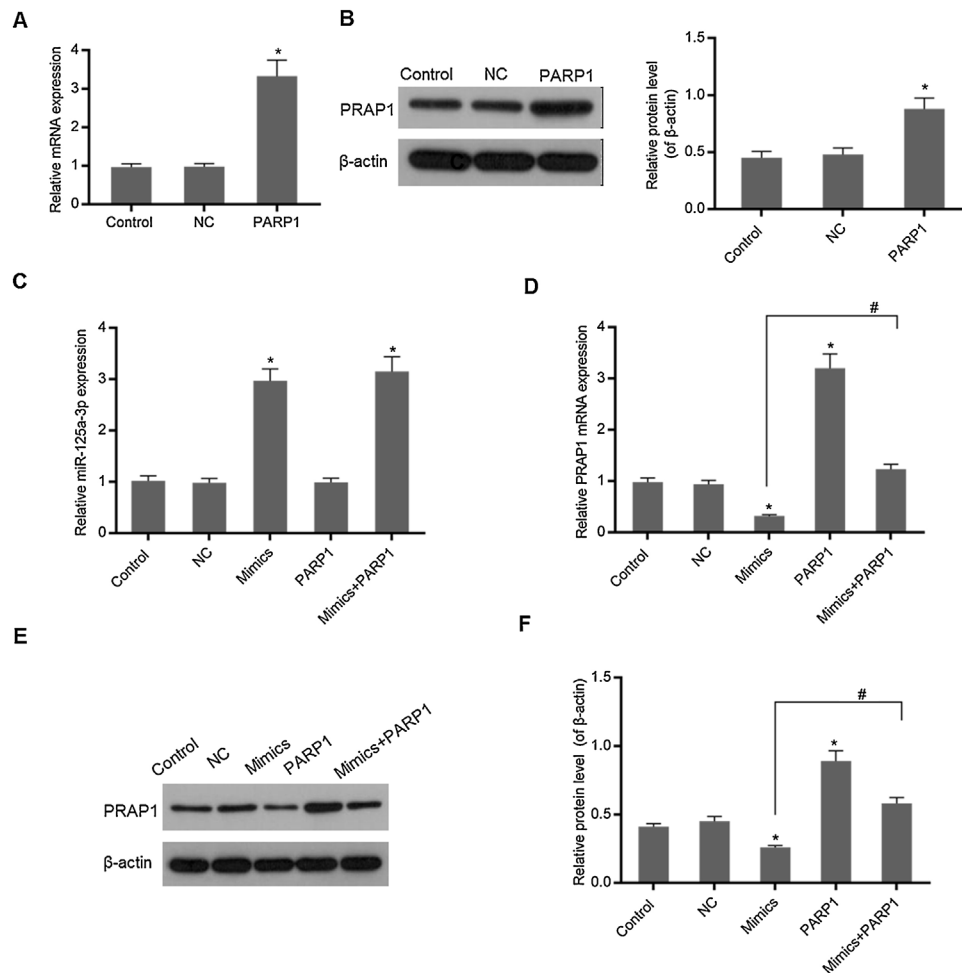 A
Relative mRNA expression
4
3
2
1
0
*
Control
NC
PARP1
B
Control
NC
PARP1
PRAP1
β-actin
C
Relative protein level
(of β-actin)
1.5
1.0
0.5
0.0
*
Control
NC
PARP1
C
Relative miR-125a-3p expression
4
3
2
1
0
*
*
Control
NC
Mimics
PARP1
Mimics+PARP1
D
Relative PRAP1 mRNA expression
4
3
2
1
0
#
*
*
Control
NC
Mimics
PARP1
Mimics+PARP1
E
Control
NC
Mimics
PARP1
Mimics+PARP1
PRAP1
β-actin
F
Relative protein level (of β-actin)
1.5
1.0
0.5
0.0
#
*
*
Control
NC
Mimics
PARP1
Mimics+PARP1